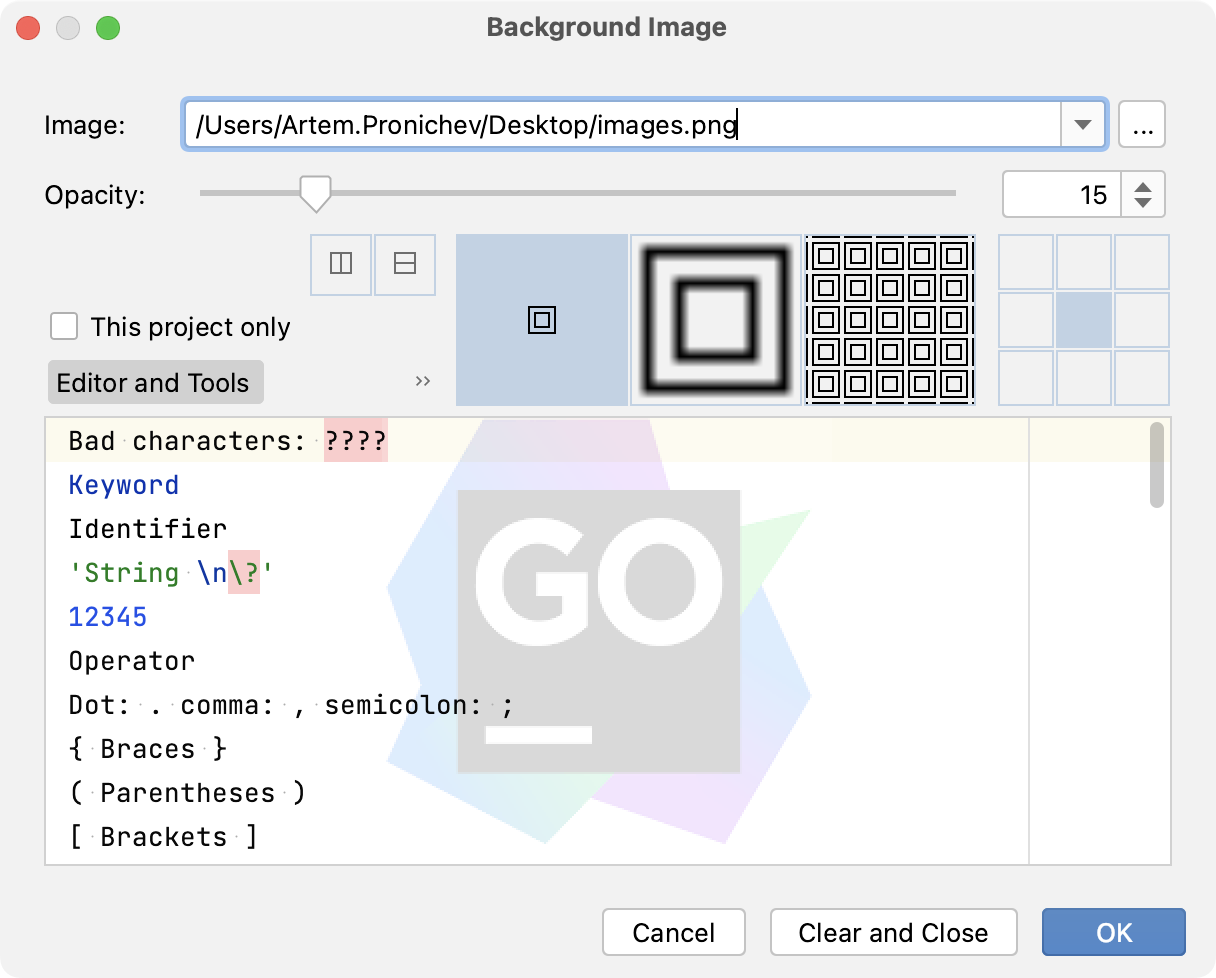 Background Image
Image: /Users/Artem.Pronichev/Desktop/images.png ...
Opacity: 15
This project only
Editor and Tools »
Bad characters: ????
Keyword
Identifier
'String \n\?'
12345
Operator
Dot: . comma: , semicolon: ;
{ Braces }
( Parentheses )
[ Brackets ]
GO
Cancel Clear and Close OK